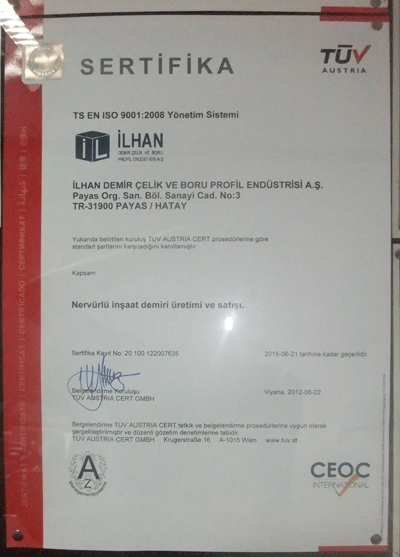 SERTİFİKA
TÜV
AUSTRIA
TS EN ISO 9001:2008 Yönetim Sistemi
İL
İLHAN
DEMİR ÇELİK VE BORU
PROFİL ENDÜSTRİSİ A.Ş.
İLHAN DEMİR ÇELİK VE BORU PROFİL ENDÜSTRİSİ A.Ş.
Payas Org. San. Böl. Sanayi Cad. No:3
TR-31900 PAYAS / HATAY
Yukarıda belirtilen kuruluş TÜV AUSTRIA CERT prosedürlerine göre
standart şartlarını karşıladığını kanıtlamıştır.
Kapsam
Nervürlü inşaat demiri üretimi ve satışı.
Sertifika Kayıt No: 20 100 122007635
2015-06-21 tarihine kadar geçerlidir.
Belgelendirme Kuruluşu
TÜV AUSTRIA CERT GMBH
Viyana, 2012-06-22
Belgelendirme TÜV AUSTRIA CERT tetkik ve belgelendirme prosedürlerine uygun olarak
gerçekleştirilmiştir ve düzenli gözetim denetimlerine tabidir.
TÜV AUSTRIA CERT GMBH Krugerstraße 16 A-1015 Wien www.tuv.at
A
Z
CEOC
INTERNATIONAL